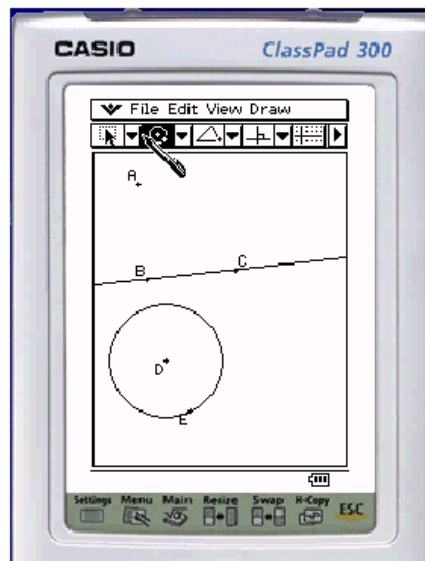 CASIO ClassPad 300
File Edit View Draw
A
B C
D
E
Settings Menu Main Resize Swap H-Copy ESC